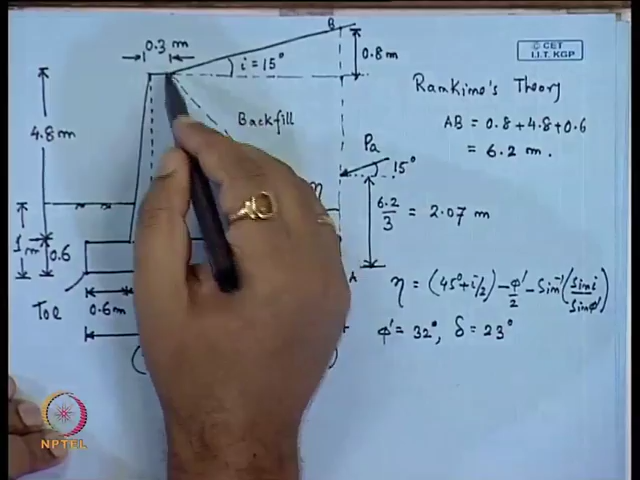 © CET
I.I.T. KGP
0.3 m
B
i = 15°
0.8 m
Rankine's Theory
4.8 m
Backfill
AB = 0.8 + 4.8 + 0.6
= 6.2 m.
Pa
15°
η
6.2/3 = 2.07 m
1 m
0.6
A
η = (45° + i/2) - φ'/2 - Sin⁻¹(Sin i/Sin φ')
Toe
0.6 m
φ' = 32°, δ = 23°
NPTEL